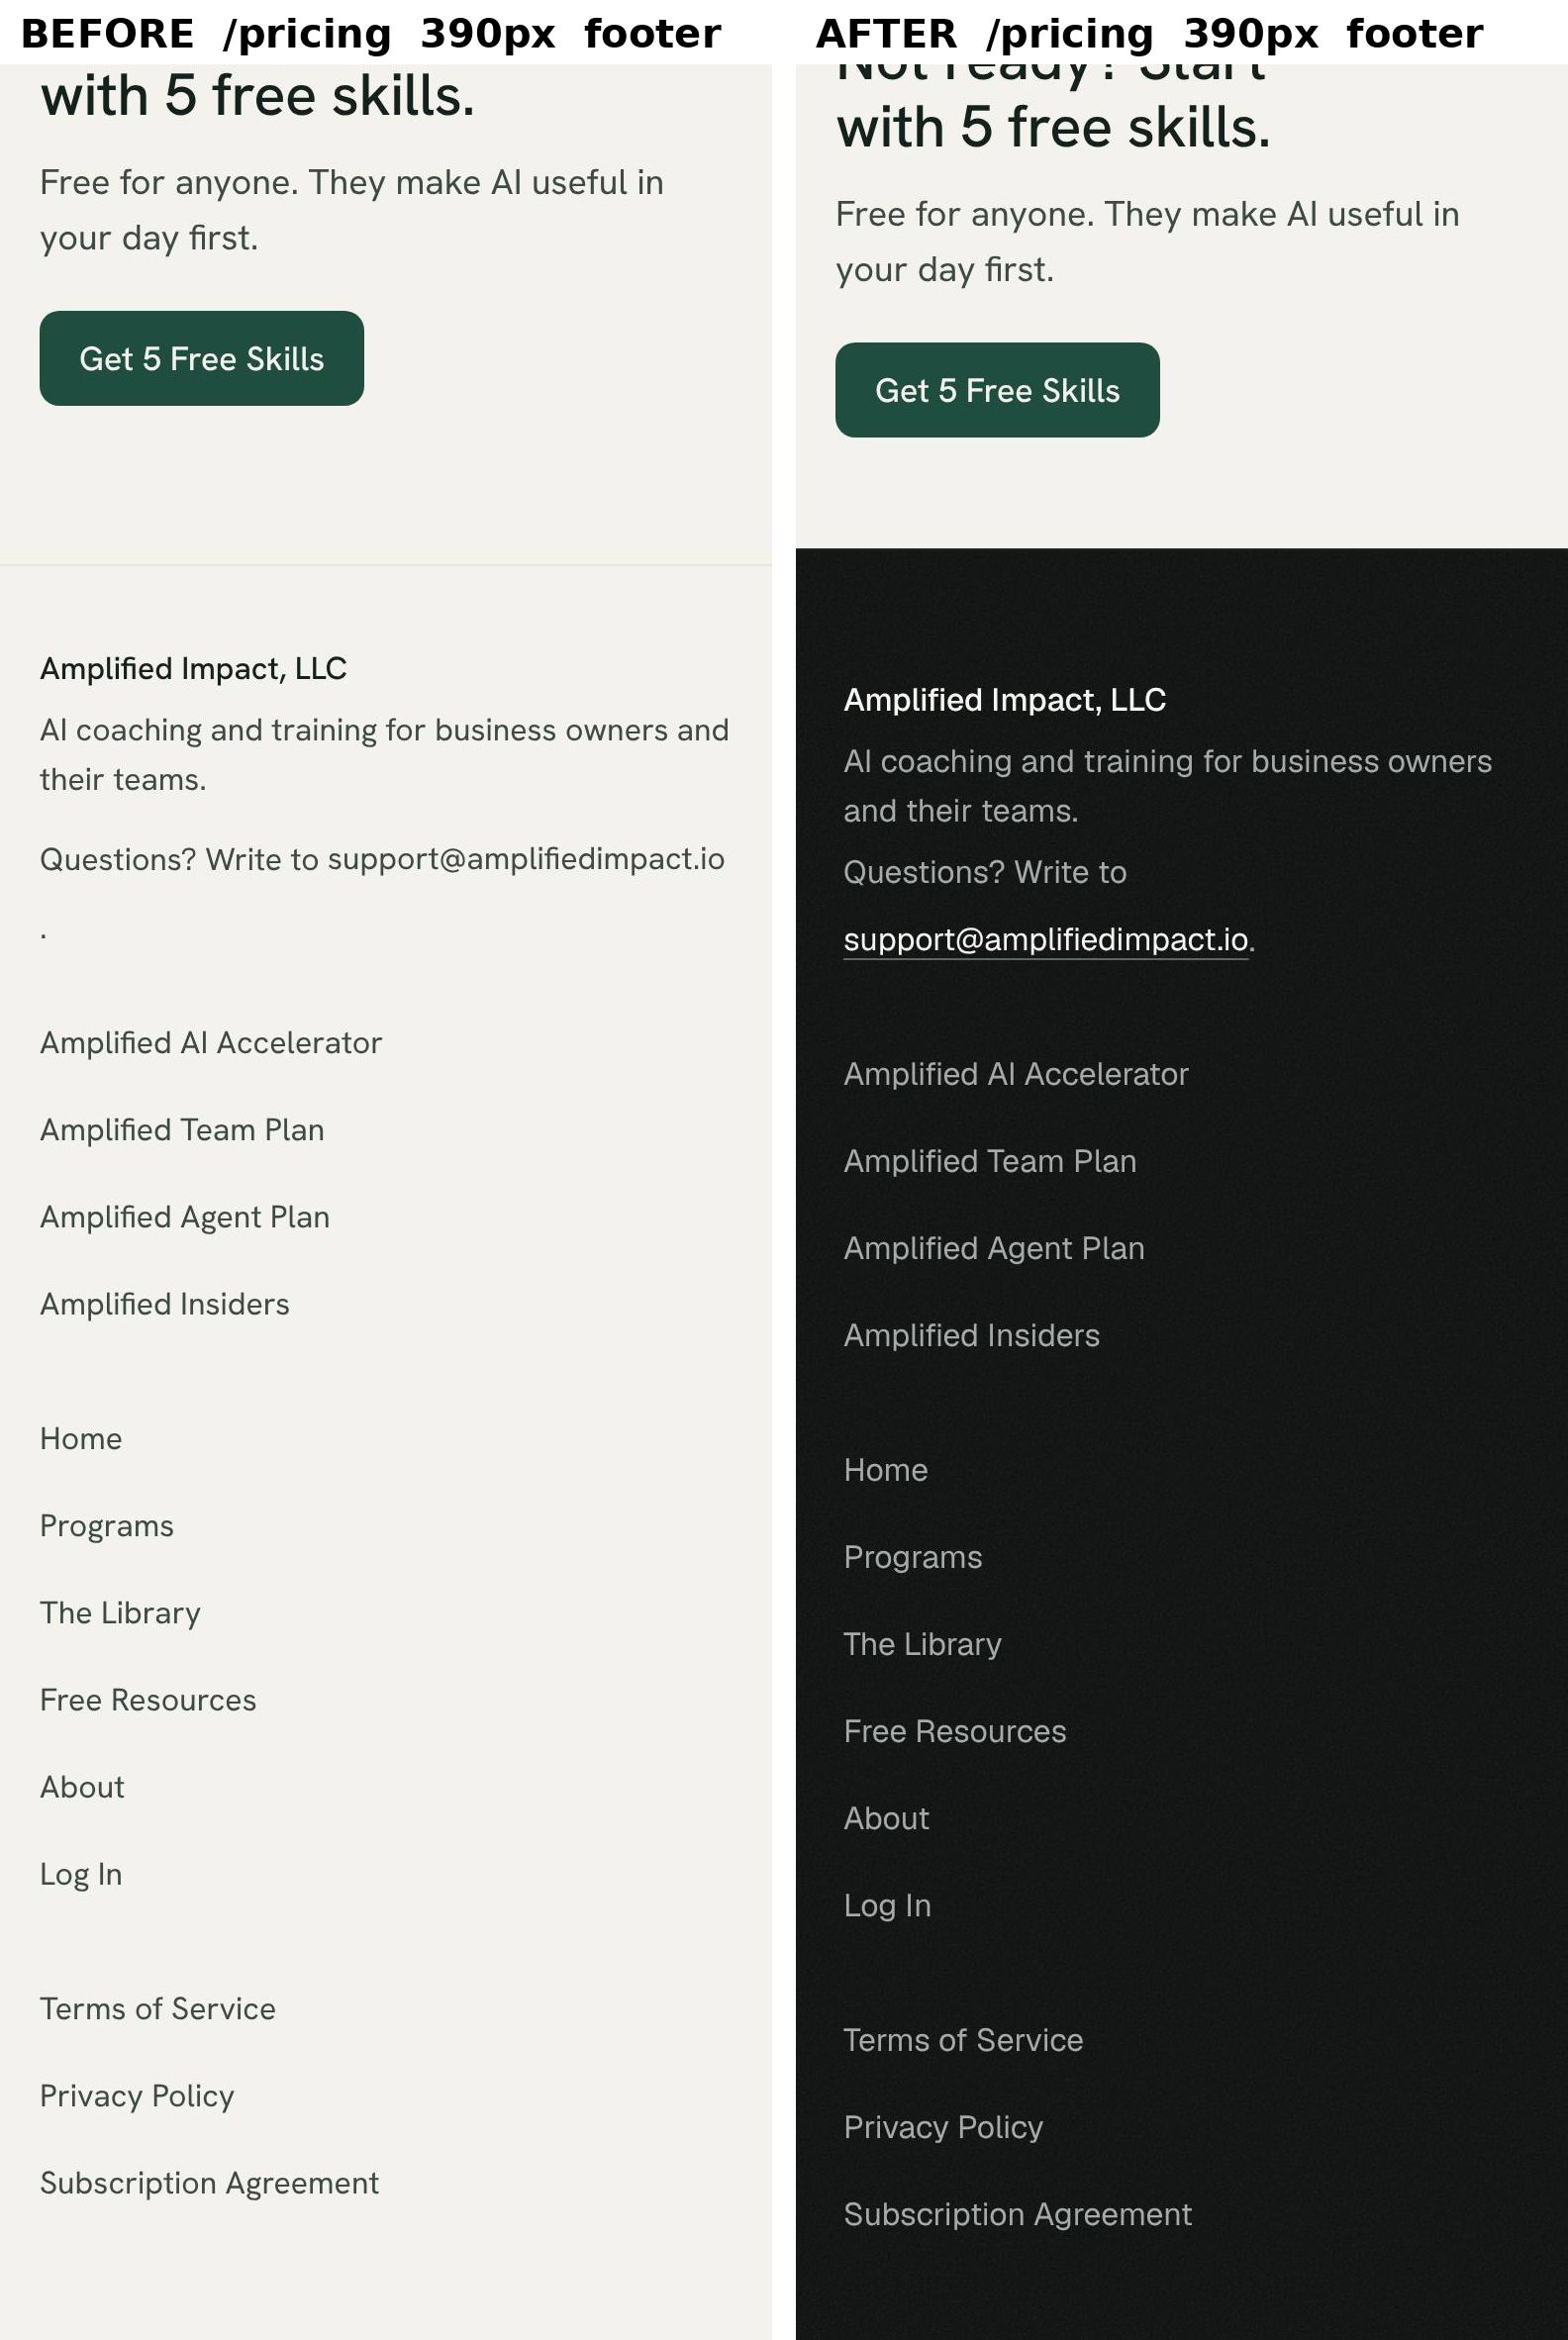 BEFORE /pricing 390px footer
with 5 free skills.
Free for anyone. They make AI useful in
your day first.
Get 5 Free Skills
Amplified Impact, LLC
AI coaching and training for business owners and
their teams.
Questions? Write to support@amplifiedimpact.io
.
Amplified AI Accelerator
Amplified Team Plan
Amplified Agent Plan
Amplified Insiders
Home
Programs
The Library
Free Resources
About
Log In
Terms of Service
Privacy Policy
Subscription Agreement
AFTER /pricing 390px footer
Not ready? Start
with 5 free skills.
Free for anyone. They make AI useful in
your day first.
Get 5 Free Skills
Amplified Impact, LLC
AI coaching and training for business owners
and their teams.
Questions? Write to
support@amplifiedimpact.io.
Amplified AI Accelerator
Amplified Team Plan
Amplified Agent Plan
Amplified Insiders
Home
Programs
The Library
Free Resources
About
Log In
Terms of Service
Privacy Policy
Subscription Agreement